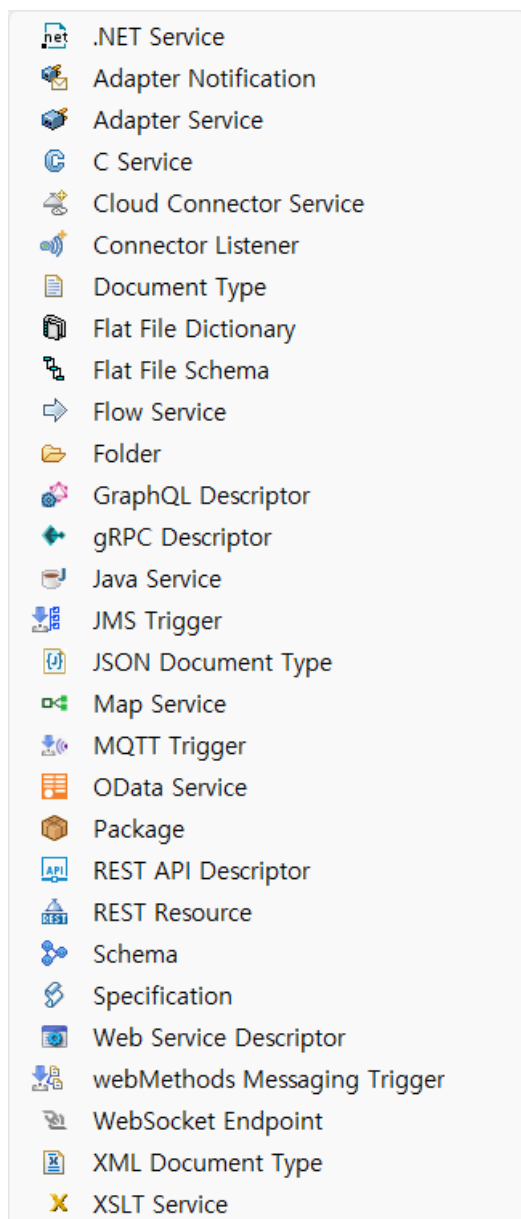 .NET Service
Adapter Notification
Adapter Service
C Service
Cloud Connector Service
Connector Listener
Document Type
Flat File Dictionary
Flat File Schema
Flow Service
Folder
GraphQL Descriptor
gRPC Descriptor
Java Service
JMS Trigger
JSON Document Type
Map Service
MQTT Trigger
OData Service
Package
REST API Descriptor
REST Resource
Schema
Specification
Web Service Descriptor
webMethods Messaging Trigger
WebSocket Endpoint
XML Document Type
XSLT Service